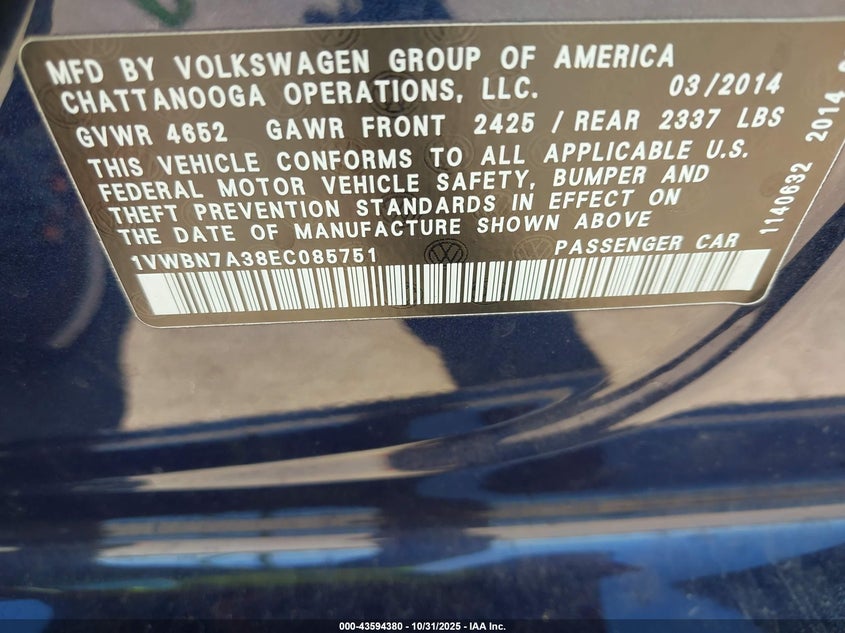 MFD BY VOLKSWAGEN GROUP OF AMERICA
CHATTANOOGA OPERATIONS, LLC. 03/2014
GVWR 4652 GAWR FRONT 2425 / REAR 2337 LBS
THIS VEHICLE CONFORMS TO ALL APPLICABLE U.S.
FEDERAL MOTOR VEHICLE SAFETY, BUMPER AND
THEFT PREVENTION STANDARDS IN EFFECT ON
THE DATE OF MANUFACTURE SHOWN ABOVE
1VWBN7A38EC085751 PASSENGER CAR
1140632 2014
000-43594380 - 10/31/2025 - IAA Inc.